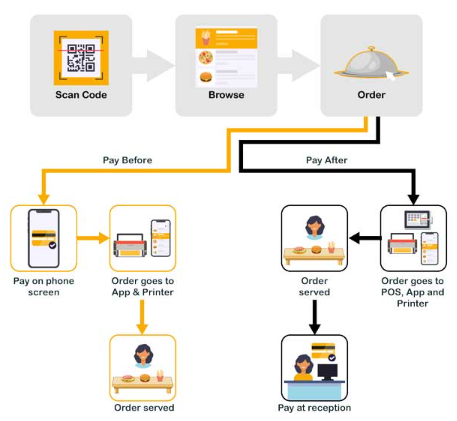 Scan Code
Browse
Order
Pay Before
Pay After
Pay on phone
screen
Order goes to
App & Printer
Order
served
Order goes to
POS, App and
Printer
Order served
Pay at reception